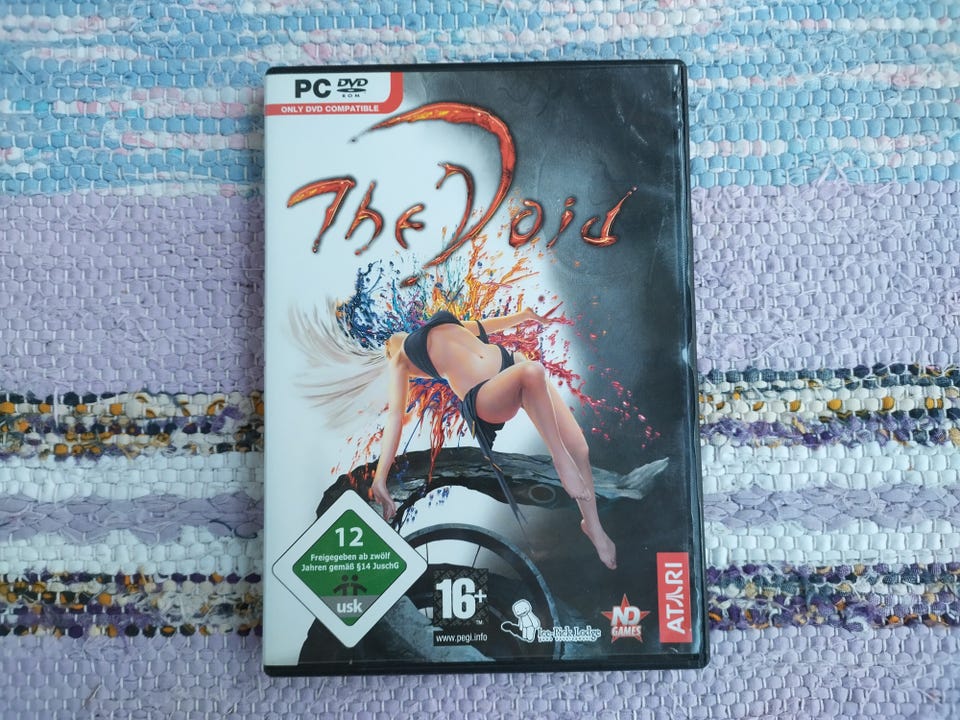 PC DVD
ROM
ONLY DVD COMPATIBLE
The Void
12
Freigegeben ab zwölf
Jahren gemäß §14 JuschG
usk
16+
TM
www.pegi.info
Ice-Pick Lodge
ND
GAMES
ATARI